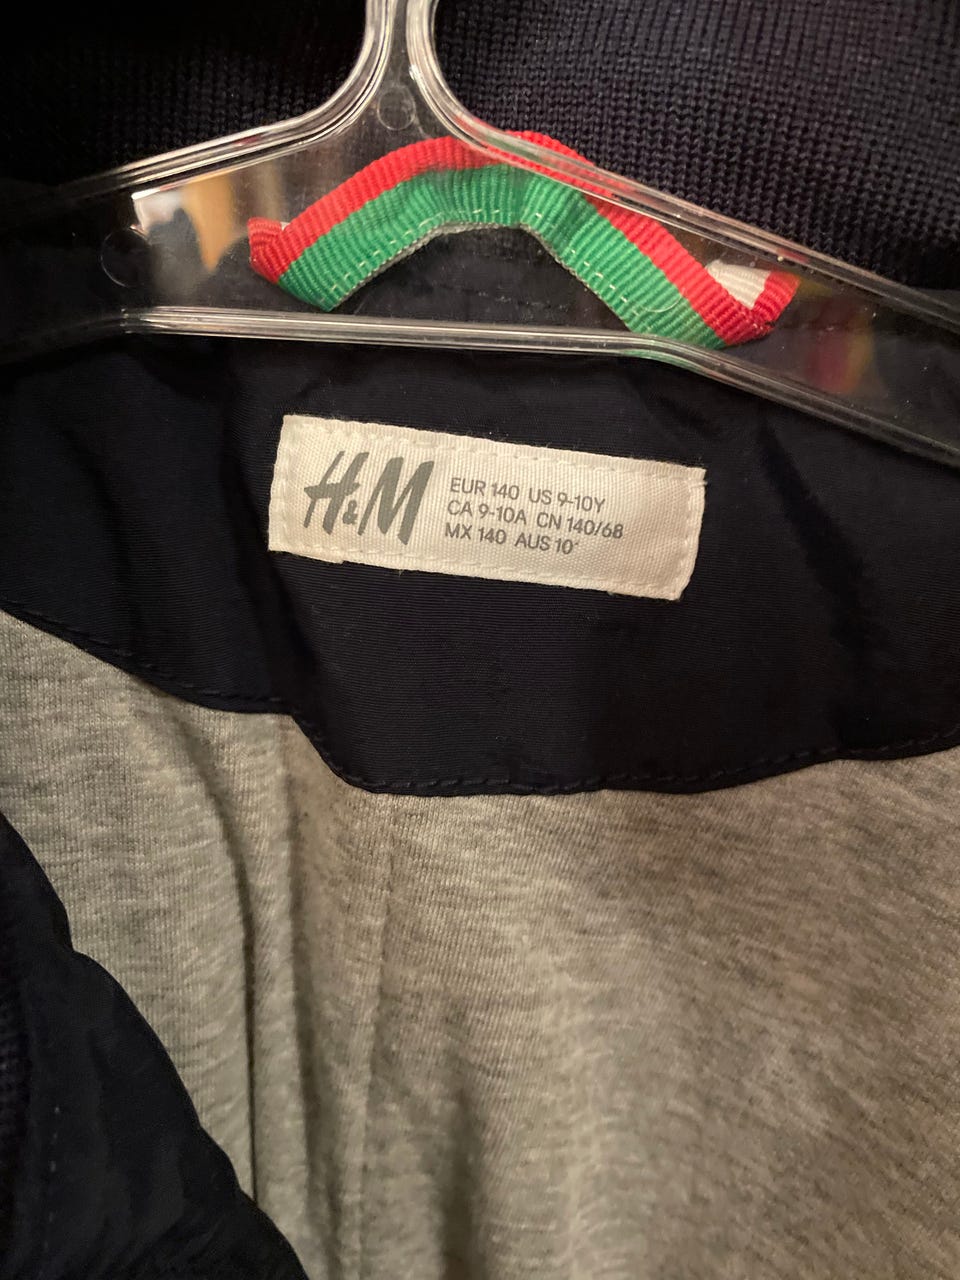 H&M
EUR 140 US 9-10Y
CA 9-10A CN 140/68
MX 140 AUS 10